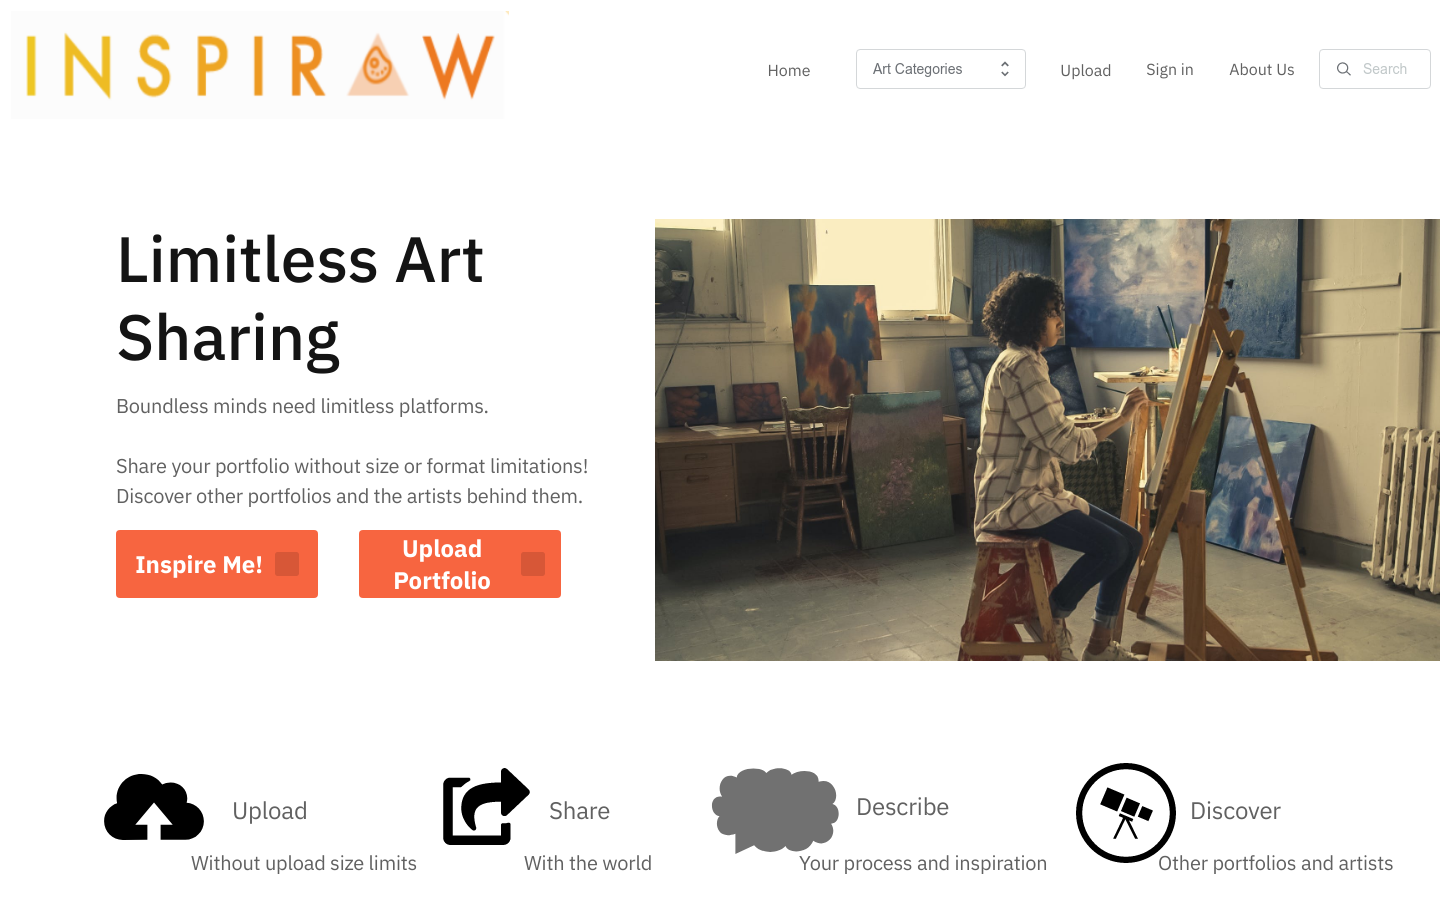 INSPIRAW
Home
Art Categories
Upload
Sign in
About Us
Search
Limitless Art
Sharing
Boundless minds need limitless platforms.
Share your portfolio without size or format limitations!
Discover other portfolios and the artists behind them.
Inspire Me!
Upload
Portfolio
Upload
Without upload size limits
Share
With the world
Describe
Your process and inspiration
Discover
Other portfolios and artists